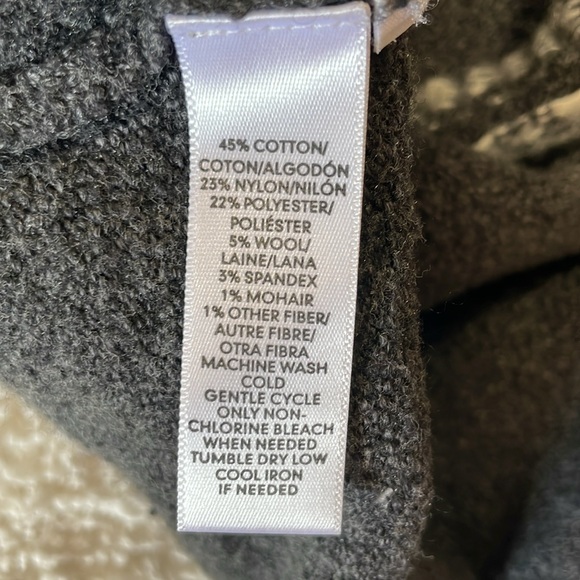 45% COTTON/
COTON/ALGODÓN
23% NYLON/NILÓN
22% POLYESTER/
POLIÉSTER
5% WOOL/
LAINE/LANA
3% SPANDEX
1% MOHAIR
1% OTHER FIBER/
AUTRE FIBRE/
OTRA FIBRA
MACHINE WASH
COLD
GENTLE CYCLE
ONLY NON-
CHLORINE BLEACH
WHEN NEEDED
TUMBLE DRY LOW
COOL IRON
IF NEEDED